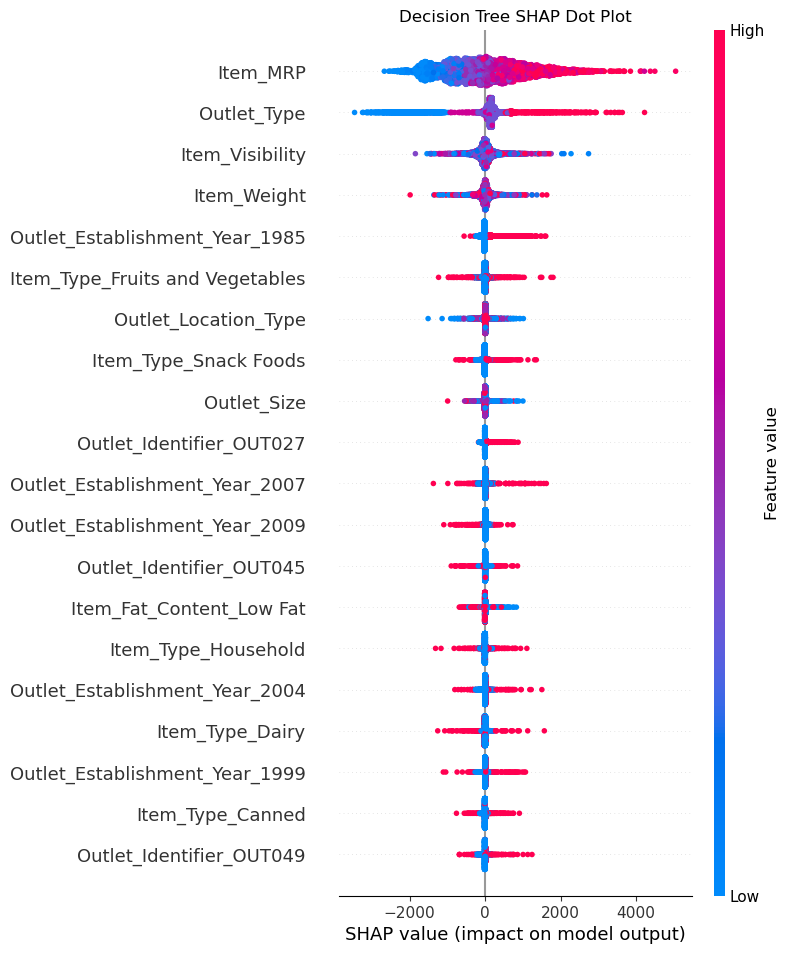 Decision Tree SHAP Dot Plot
High
Item_MRP
Outlet_Type
Item_Visibility
Item_Weight
Outlet_Establishment_Year_1985
Item_Type_Fruits and Vegetables
Outlet_Location_Type
Item_Type_Snack Foods
Outlet_Size
Outlet_Identifier_OUT027
Outlet_Establishment_Year_2007
Outlet_Establishment_Year_2009
Outlet_Identifier_OUT045
Item_Fat_Content_Low Fat
Item_Type_Household
Outlet_Establishment_Year_2004
Item_Type_Dairy
Outlet_Establishment_Year_1999
Item_Type_Canned
Outlet_Identifier_OUT049
Feature value
Low
−2000 0 2000 4000
SHAP value (impact on model output)